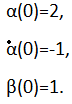 α(0)=2,
α̇(0)=-1,
β(0)=1.